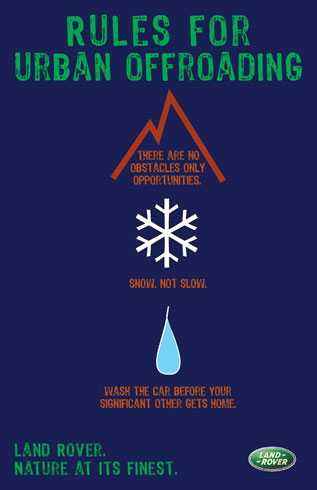 RULES FOR
URBAN OFFROADING
THERE ARE NO
OBSTACLES ONLY
OPPORTUNITIES.
SNOW. NOT SLOW.
WASH THE CAR BEFORE YOUR
SIGNIFICANT OTHER GETS HOME.
LAND ROVER.
NATURE AT ITS FINEST.
LAND-
-ROVER